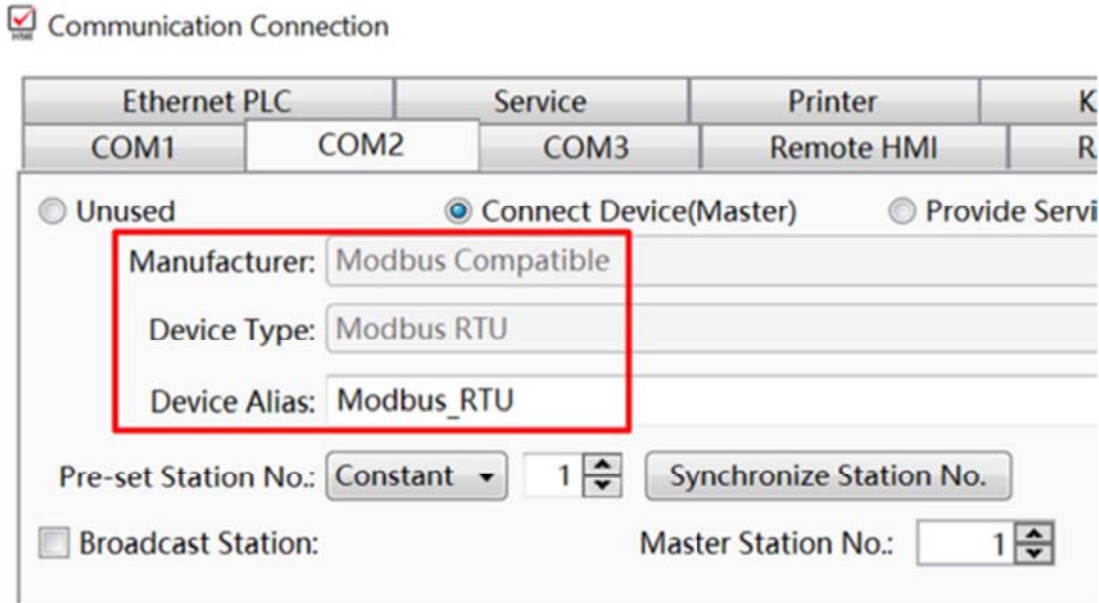 Communication Connection
Ethernet PLC Service Printer K
COM1 COM2 COM3 Remote HMI R
Unused Connect Device(Master) Provide Servi
Manufacturer: Modbus Compatible
Device Type: Modbus RTU
Device Alias: Modbus_RTU
Pre-set Station No.: Constant 1 Synchronize Station No.
Broadcast Station: Master Station No.: 1